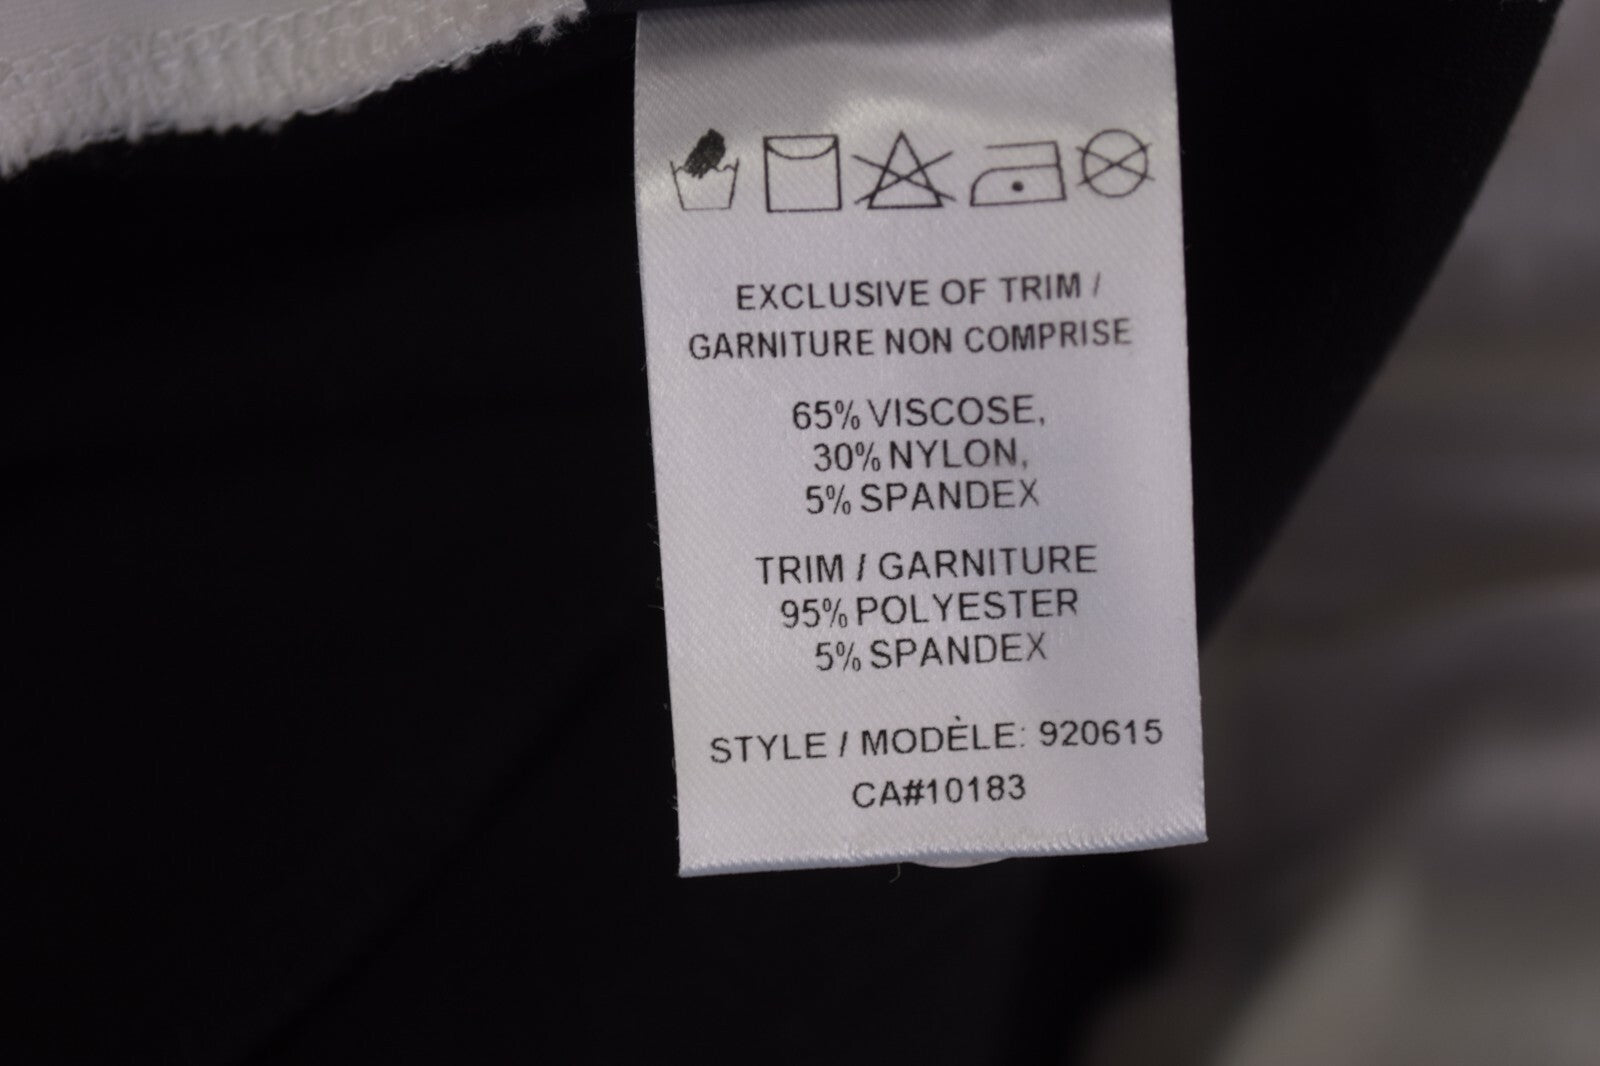 EXCLUSIVE OF TRIM /
GARNITURE NON COMPRISE
65% VISCOSE,
30% NYLON,
5% SPANDEX
TRIM / GARNITURE
95% POLYESTER
5% SPANDEX
STYLE / MODÈLE: 920615
CA#10183